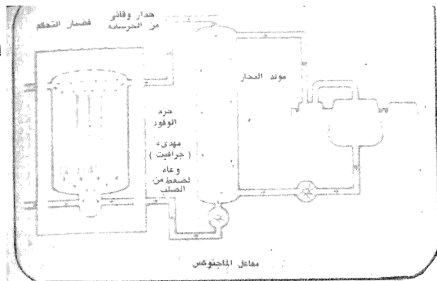 قضبان التحكم
جدار وقائي
من الخرسانة
مولد البخار
حزم
الوقود
مهدىء
( جرافيت )
وعاء
لضغط من
الصلب
مفاعل الماجنوكس